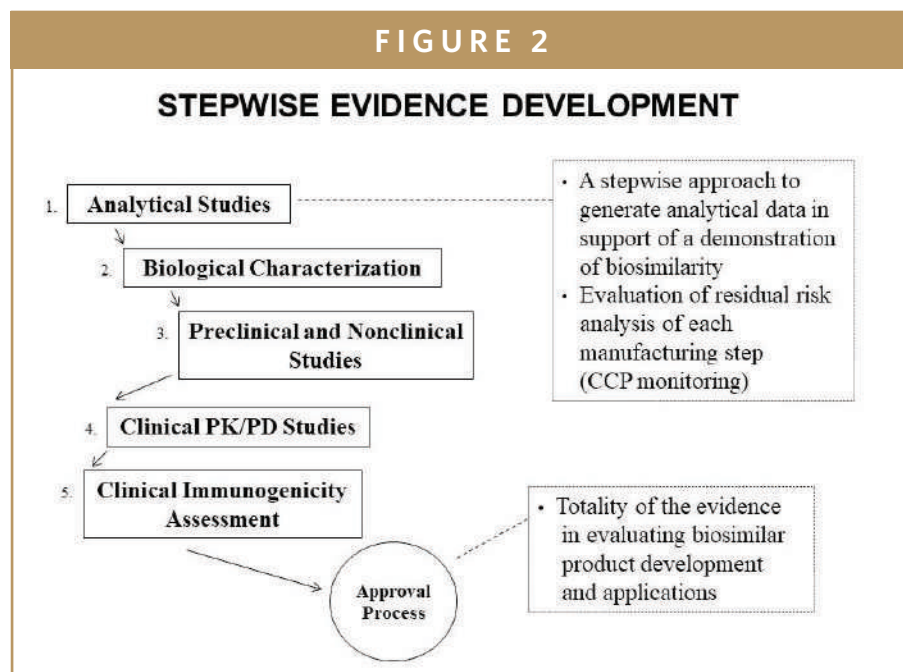 FIGURE 2
STEPWISE EVIDENCE DEVELOPMENT
1. Analytical Studies
2. Biological Characterization
3. Preclinical and Nonclinical
Studies
4. Clinical PK/PD Studies
5. Clinical Immunogenicity
Assessment
Approval
Process
• A stepwise approach to
generate analytical data in
support of a demonstration
of biosimilarity
• Evaluation of residual risk
analysis of each
manufacturing step
(CCP monitoring)
• Totality of the evidence
in evaluating biosimilar
product development
and applications